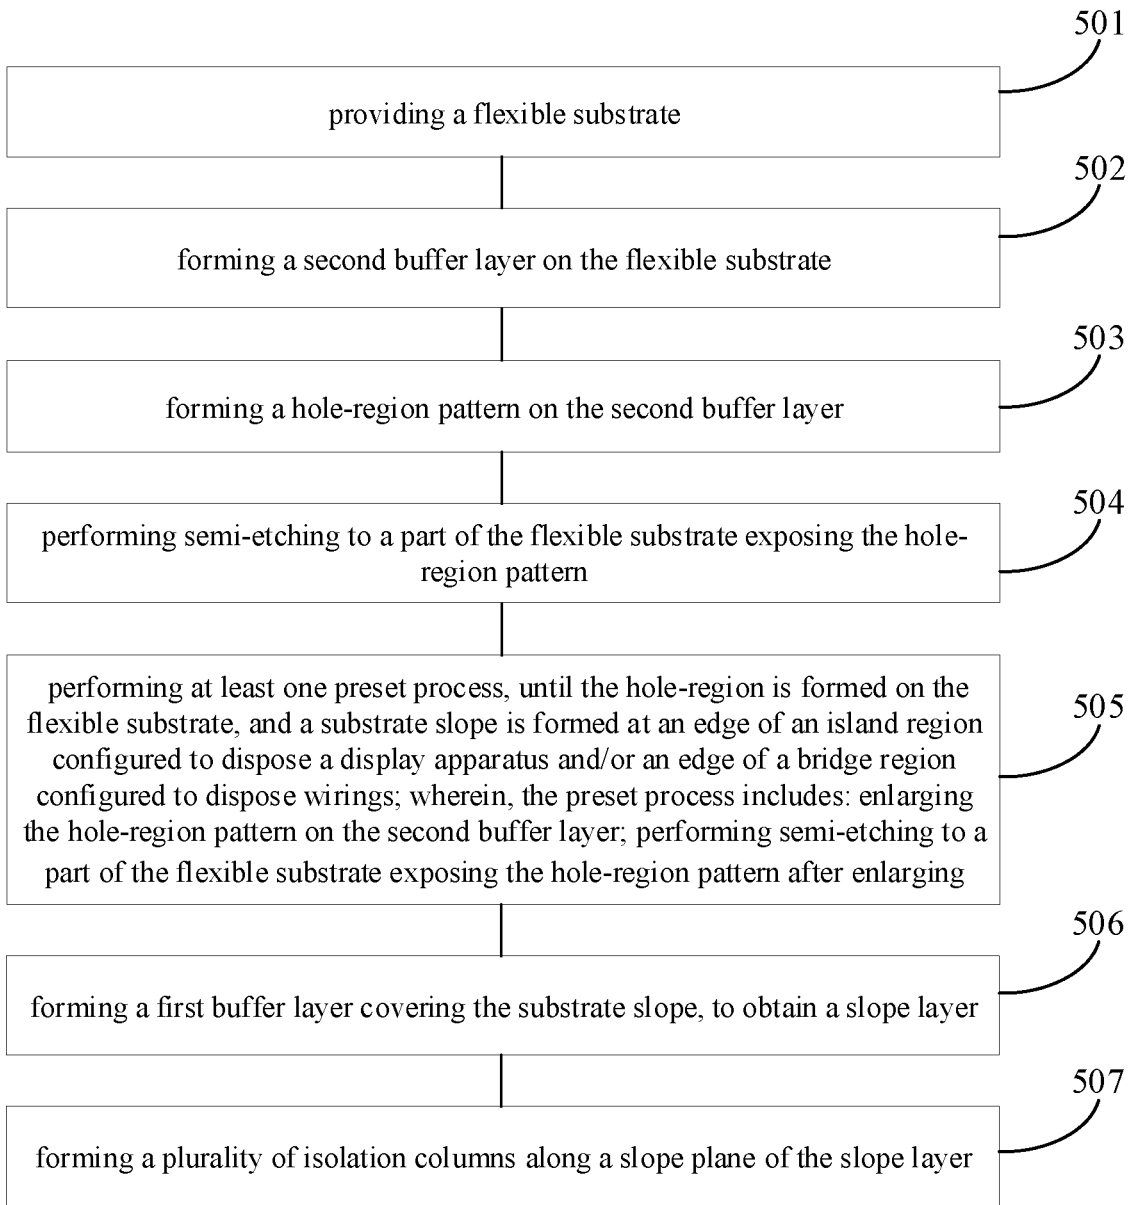 501
providing a flexible substrate
502
forming a second buffer layer on the flexible substrate
503
forming a hole-region pattern on the second buffer layer
504
performing semi-etching to a part of the flexible substrate exposing the hole-
region pattern
505
performing at least one preset process, until the hole-region is formed on the
flexible substrate, and a substrate slope is formed at an edge of an island region
configured to dispose a display apparatus and/or an edge of a bridge region
configured to dispose wirings; wherein, the preset process includes: enlarging
the hole-region pattern on the second buffer layer; performing semi-etching to a
part of the flexible substrate exposing the hole-region pattern after enlarging
506
forming a first buffer layer covering the substrate slope, to obtain a slope layer
507
forming a plurality of isolation columns along a slope plane of the slope layer